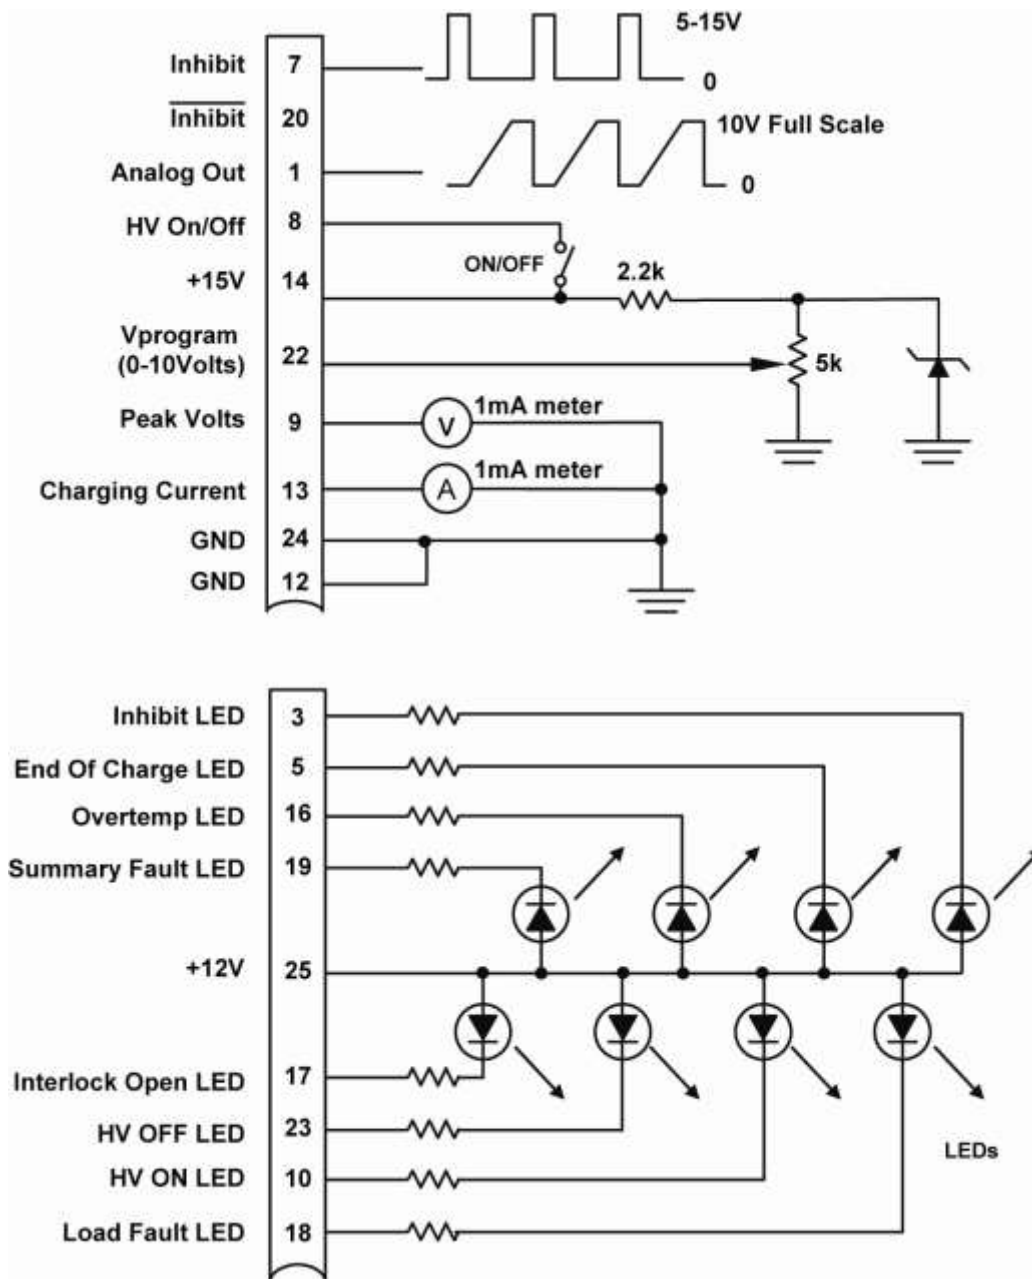 5-15V
Inhibit 7
0
Inhibit 20
10V Full Scale
Analog Out 1
0
HV On/Off 8
ON/OFF
2.2k
+15V 14
Vprogram
(0-10Volts) 22
5k
1mA meter
Peak Volts 9 V
1mA meter
Charging Current 13 A
GND 24
GND 12
Inhibit LED 3
End Of Charge LED 5
Overtemp LED 16
Summary Fault LED 19
+12V 25
Interlock Open LED 17
HV OFF LED 23
LEDs
HV ON LED 10
Load Fault LED 18